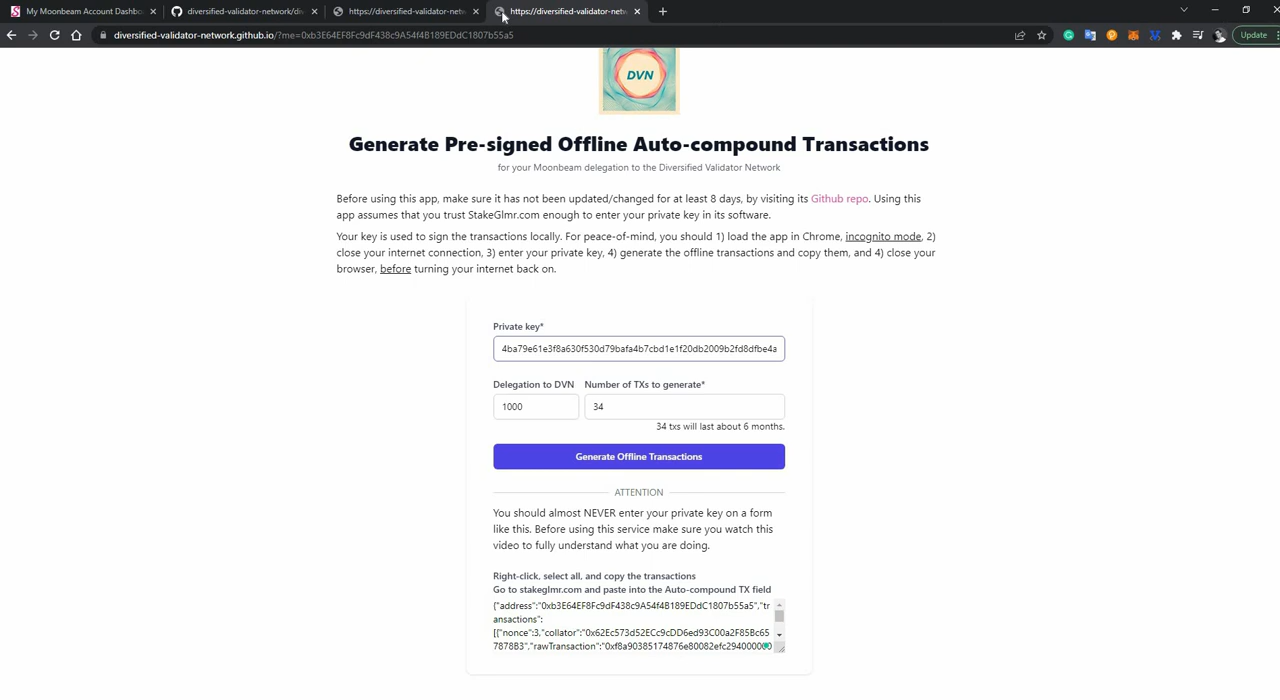 My Moonbeam Account Dashbo
diversified-validator-network/div
https://diversified-validator-netw
https://diversified-validator-netw
diversified-validator-network.github.io/?me=0xb3E64EF8Fc9dF438c9A54f4B189EDdC1807b55a5
Update
DVN
Generate Pre-signed Offline Auto-compound Transactions
for your Moonbeam delegation to the Diversified Validator Network
Before using this app, make sure it has not been updated/changed for at least 8 days, by visiting its Github repo. Using this
app assumes that you trust StakeGlmr.com enough to enter your private key in its software.
Your key is used to sign the transactions locally. For peace-of-mind, you should 1) load the app in Chrome, incognito mode, 2)
close your internet connection, 3) enter your private key, 4) generate the offline transactions and copy them, and 4) close your
browser, before turning your internet back on.
Private key*
4ba79e61e3f8a630f530d79bafa4b7cbd1e1f20db2009b2fd8dfbe4a
Delegation to DVN
Number of TXs to generate*
1000
34
34 txs will last about 6 months.
Generate Offline Transactions
ATTENTION
You should almost NEVER enter your private key on a form
like this. Before using this service make sure you watch this
video to fully understand what you are doing.
Right-click, select all, and copy the transactions
Go to stakeglmr.com and paste into the Auto-compound TX field
{"address":"0xb3E64EF8Fc9dF438c9A54f4B189EDdC1807b55a5","tr
ansactions":
[[{"nonce":3,"collator":"0x62Ec573d52ECc9cDD6ed93C00a2F85Bc65
7878B3","rawTransaction":"0xf8a90385174876e80082efc294000000